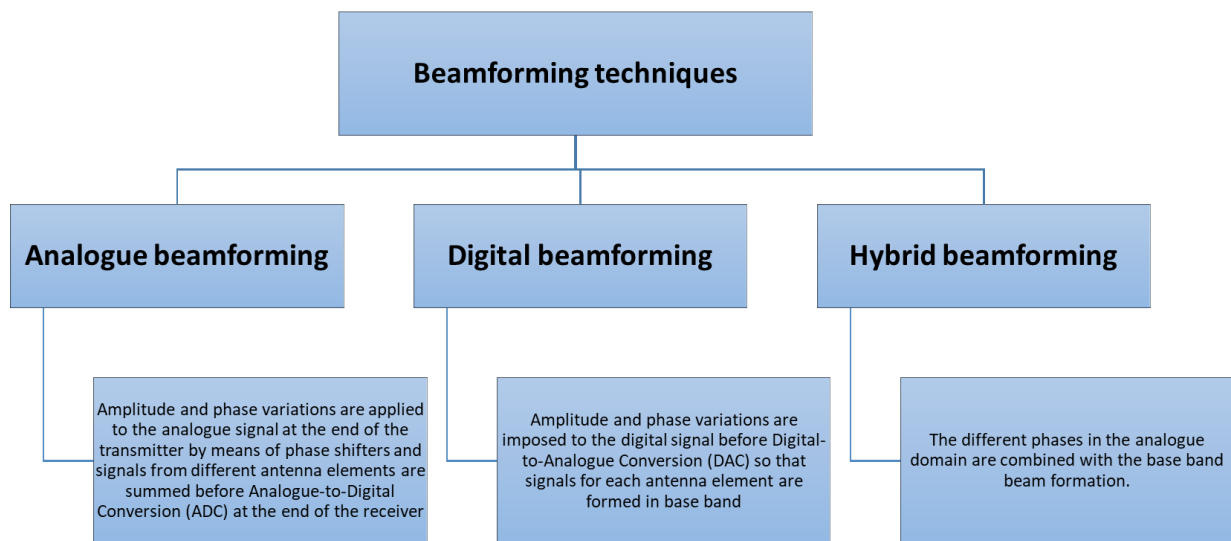 Beamforming techniques
Analogue beamforming
Digital beamforming
Hybrid beamforming
Amplitude and phase variations are applied
to the analogue signal at the end of the
transmitter by means of phase shifters and
signals from different antenna elements are
summed before Analogue-to-Digital
Conversion (ADC) at the end of the receiver
Amplitude and phase variations are
imposed to the digital signal before Digital-
to-Analogue Conversion (DAC) so that
signals for each antenna element are
formed in base band
The different phases in the analogue
domain are combined with the base band
beam formation.